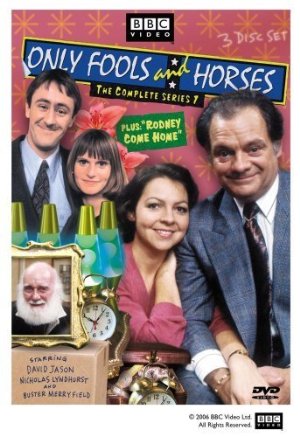 BBC
VIDEO
3 DISC SET
ONLY FOOLS and HORSES
THE COMPLETE SERIES 7
PLUS: "RODNEY
COME HOME"
STARRING
DAVID JASON
NICHOLAS LYNDHURST
AND
BUSTER MERRYFIELD
DVD
VIDEO
© 2006 BBC Video Ltd.
All Rights Reserved.